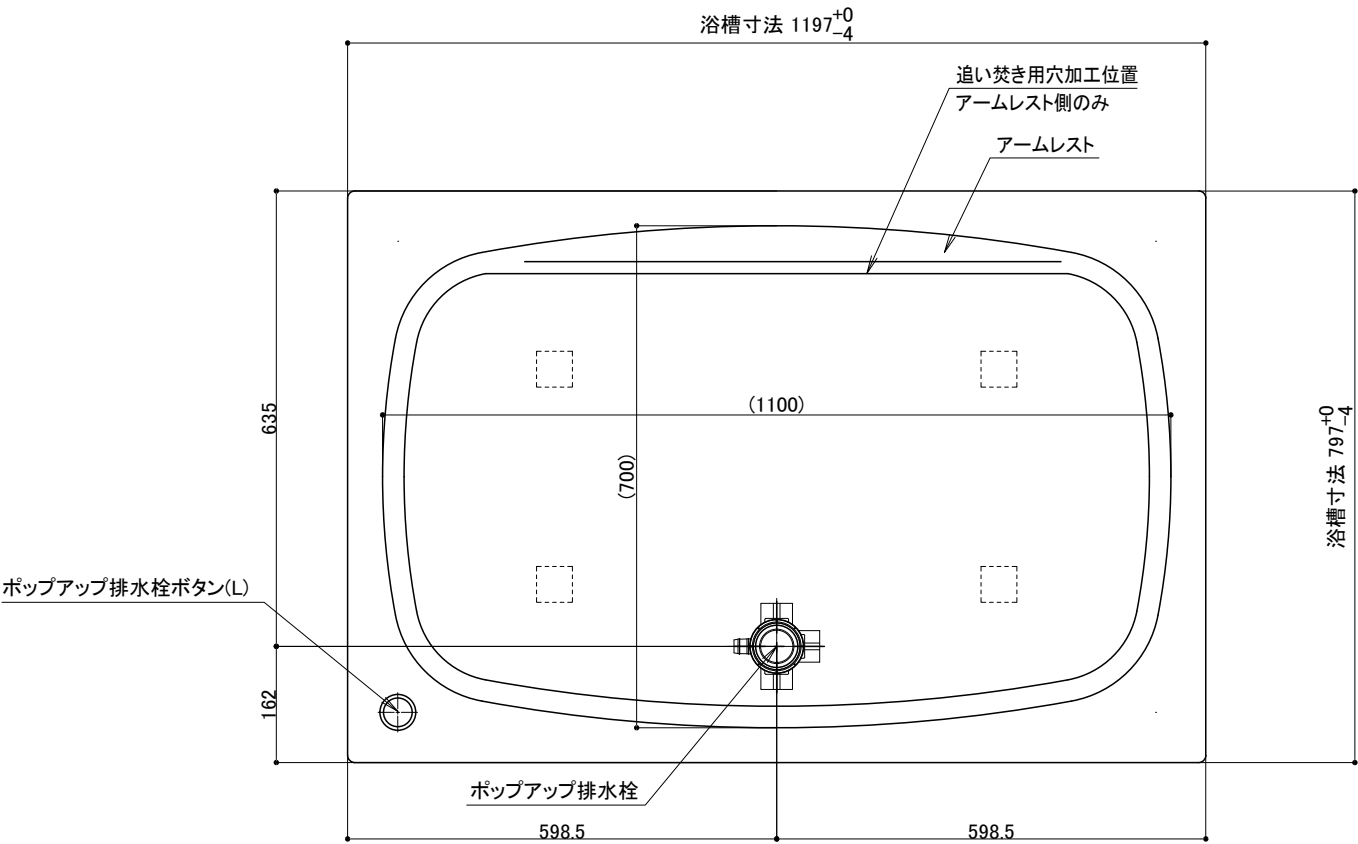 浴槽寸法 1197+0-4
追い焚き用穴加工位置
アームレスト側のみ
アームレスト
635
(1100)
(700)
浴槽寸法 797+0-4
ポップアップ排水栓ボタン(L)
162
ポップアップ排水栓
598.5
598.5